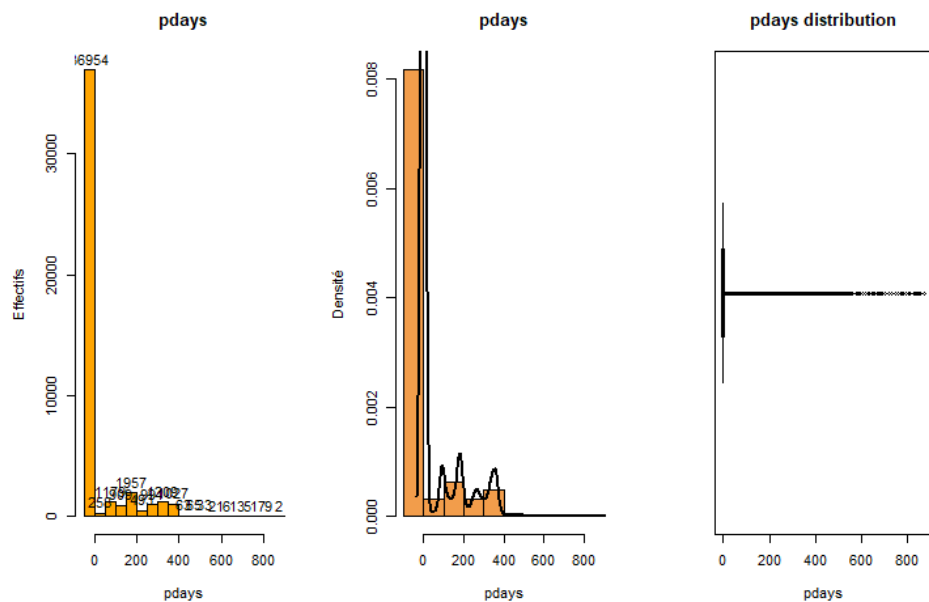 pdays
36954
258
1957
30000
20000
10000
0
Effectifs
0 200 400 600 800
pdays
pdays
0.008
0.006
0.004
0.002
0.000
Densité
0 200 400 600 800
pdays
pdays distribution
0 200 400 600 800
pdays